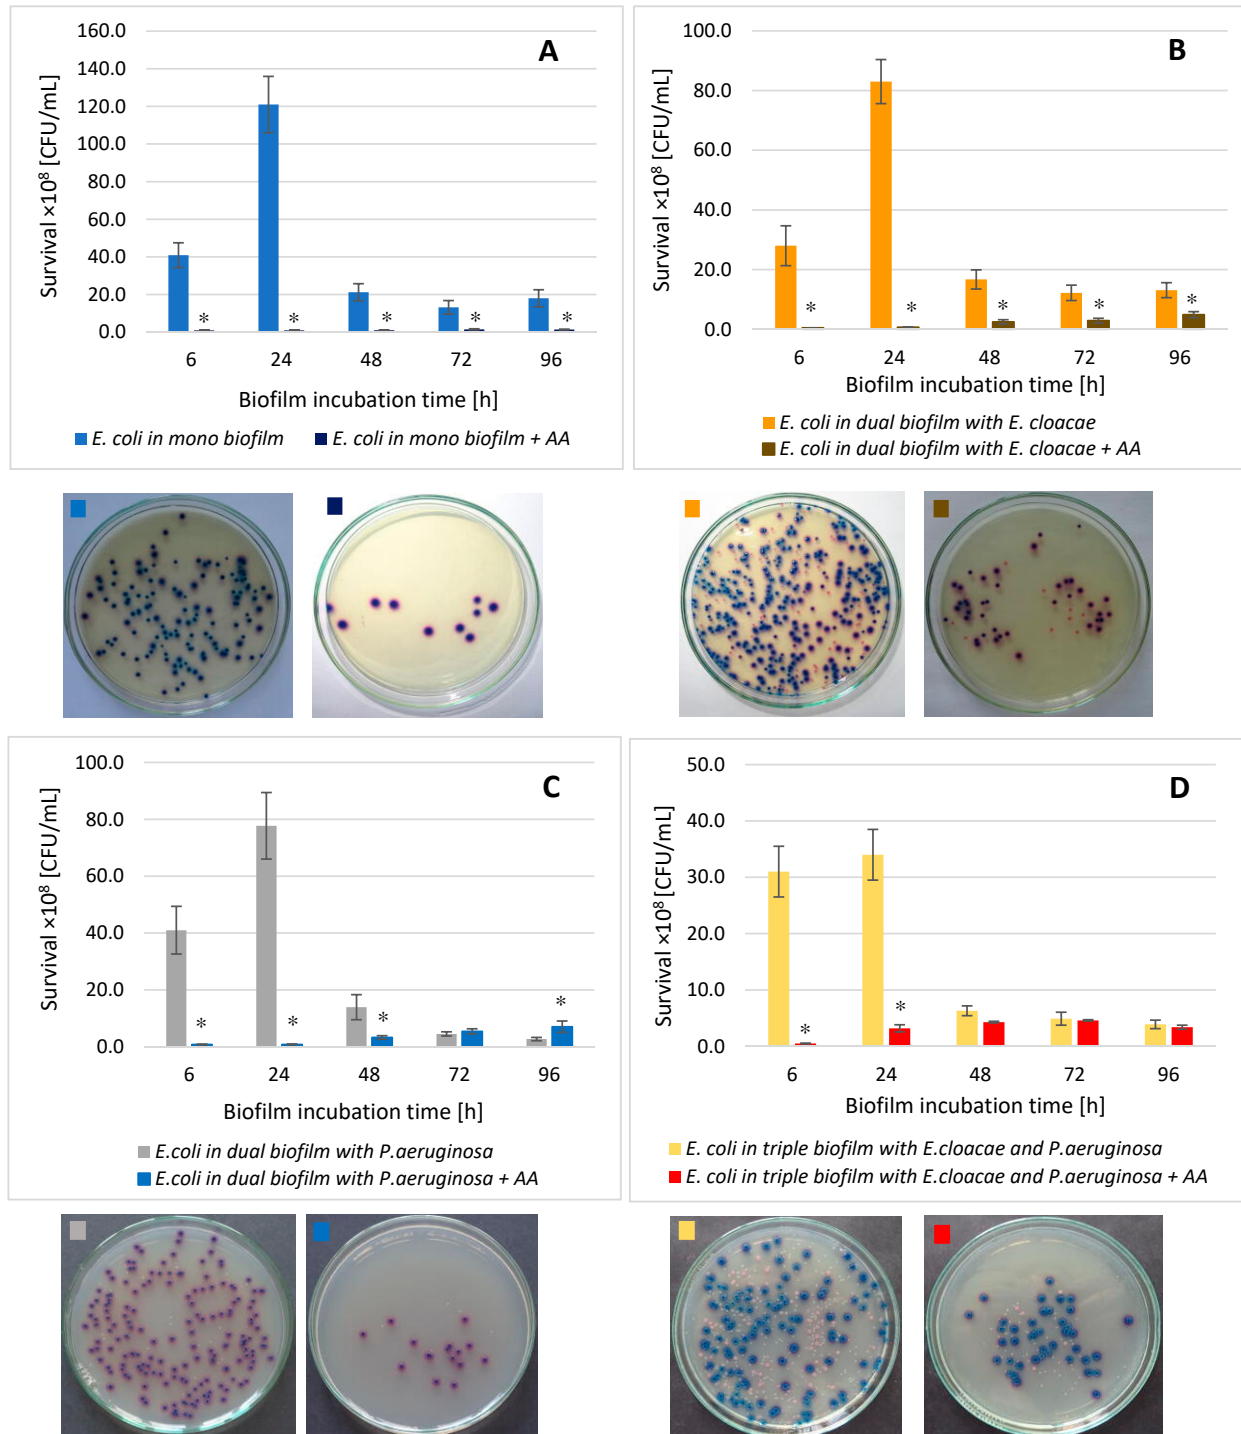 A
160.0
140.0
120.0
100.0
80.0
60.0
40.0
20.0
0.0
Survival ×10⁸ [CFU/mL]
* * * * *
6 24 48 72 96
Biofilm incubation time [h]
E. coli in mono biofilm
E. coli in mono biofilm + AA
B
100.0
80.0
60.0
40.0
20.0
0.0
Survival ×10⁸ [CFU/mL]
* * * * *
6 24 48 72 96
Biofilm incubation time [h]
E. coli in dual biofilm with E. cloacae
E. coli in dual biofilm with E. cloacae + AA
C
100.0
80.0
60.0
40.0
20.0
0.0
Survival ×10⁸ [CFU/mL]
* * * *
6 24 48 72 96
Biofilm incubation time [h]
E.coli in dual biofilm with P.aeruginosa
E.coli in dual biofilm with P.aeruginosa + AA
D
50.0
40.0
30.0
20.0
10.0
0.0
Survival ×10⁸ [CFU/mL]
* *
6 24 48 72 96
Biofilm incubation time [h]
E. coli in triple biofilm with E.cloacae and P.aeruginosa
E. coli in triple biofilm with E.cloacae and P.aeruginosa + AA